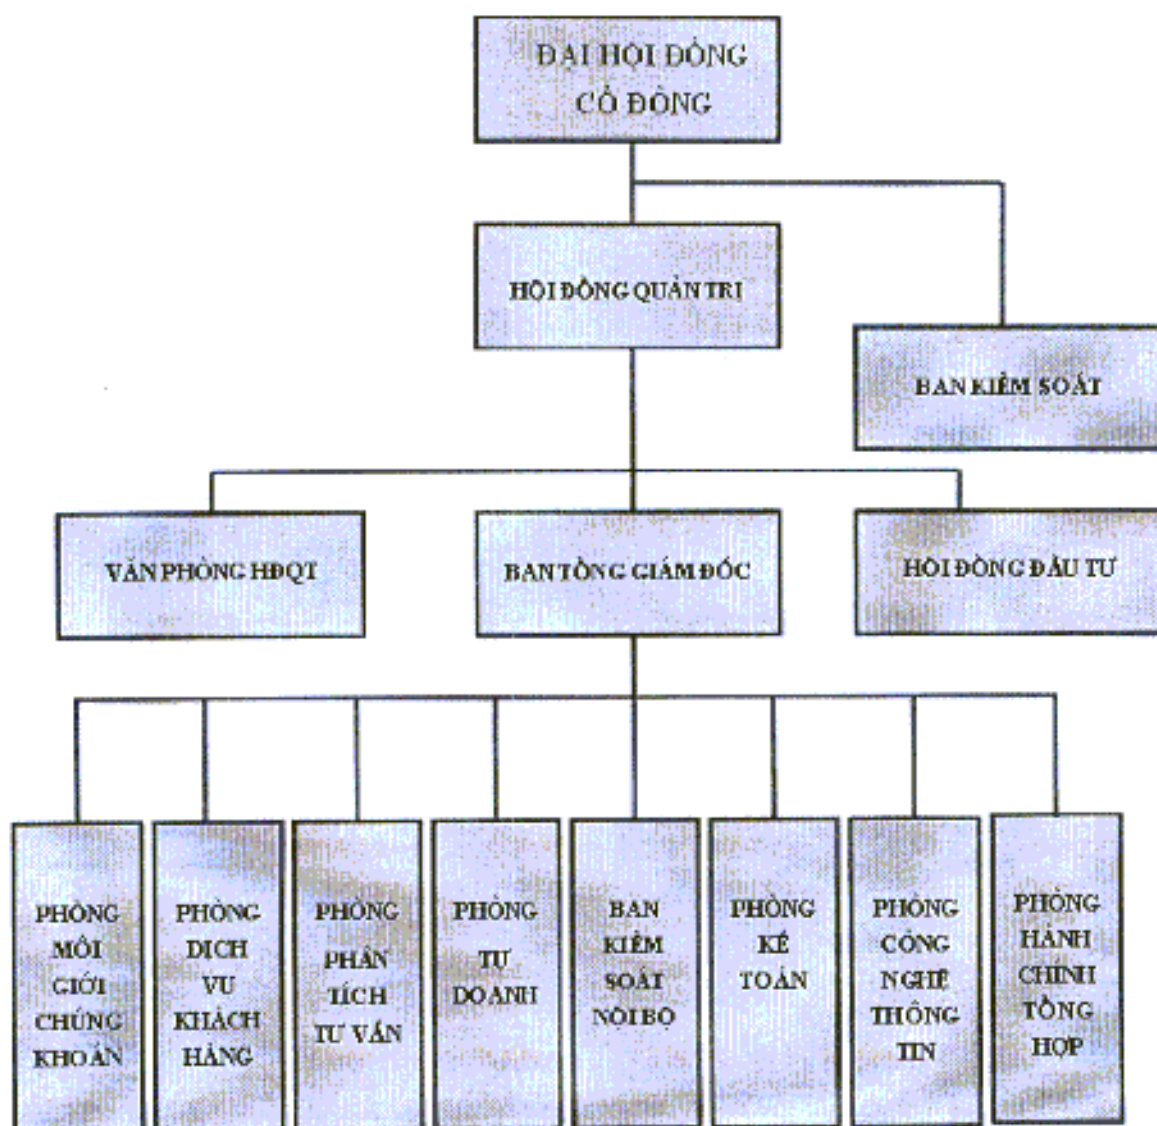 ĐẠI HỘI ĐỒNG
CỔ ĐÔNG
HỘI ĐỒNG QUẢN TRỊ
BAN KIỂM SOÁT
VĂN PHÒNG HĐQT
BAN TỔNG GIÁM ĐỐC
HỘI ĐỒNG ĐẦU TƯ
PHÒNG
MÔI
GIỚI
CHỨNG
KHOÁN
PHÒNG
DỊCH
VỤ
KHÁCH
HÀNG
PHÒNG
PHÂN
TÍCH
TƯ VẤN
PHÒNG
TỰ
DOANH
BAN
KIỂM
SOÁT
NỘI BỘ
PHÒNG
KẾ
TOÁN
PHÒNG
CÔNG
NGHỆ
THÔNG
TIN
PHÒNG
HÀNH
CHÍNH
TỔNG
HỢP